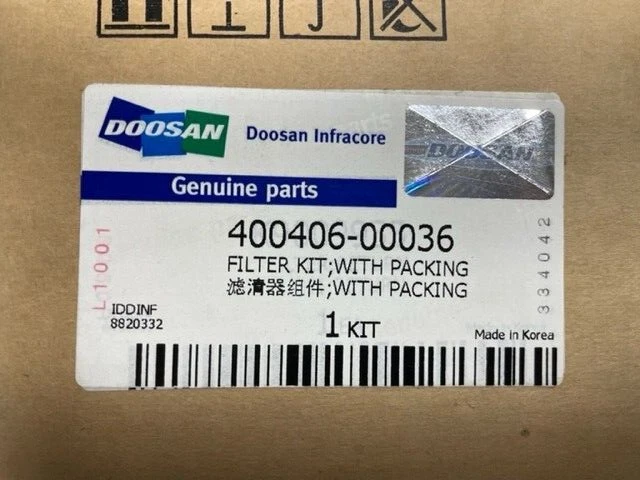 DOOSAN
Doosan Infracore
DOOSAN
Genuine parts
400406-00036
FILTER KIT;WITH PACKING
滤清器组件;WITH PACKING
L1001
334042
IDDINF
8820332
1 KIT
Made in Korea